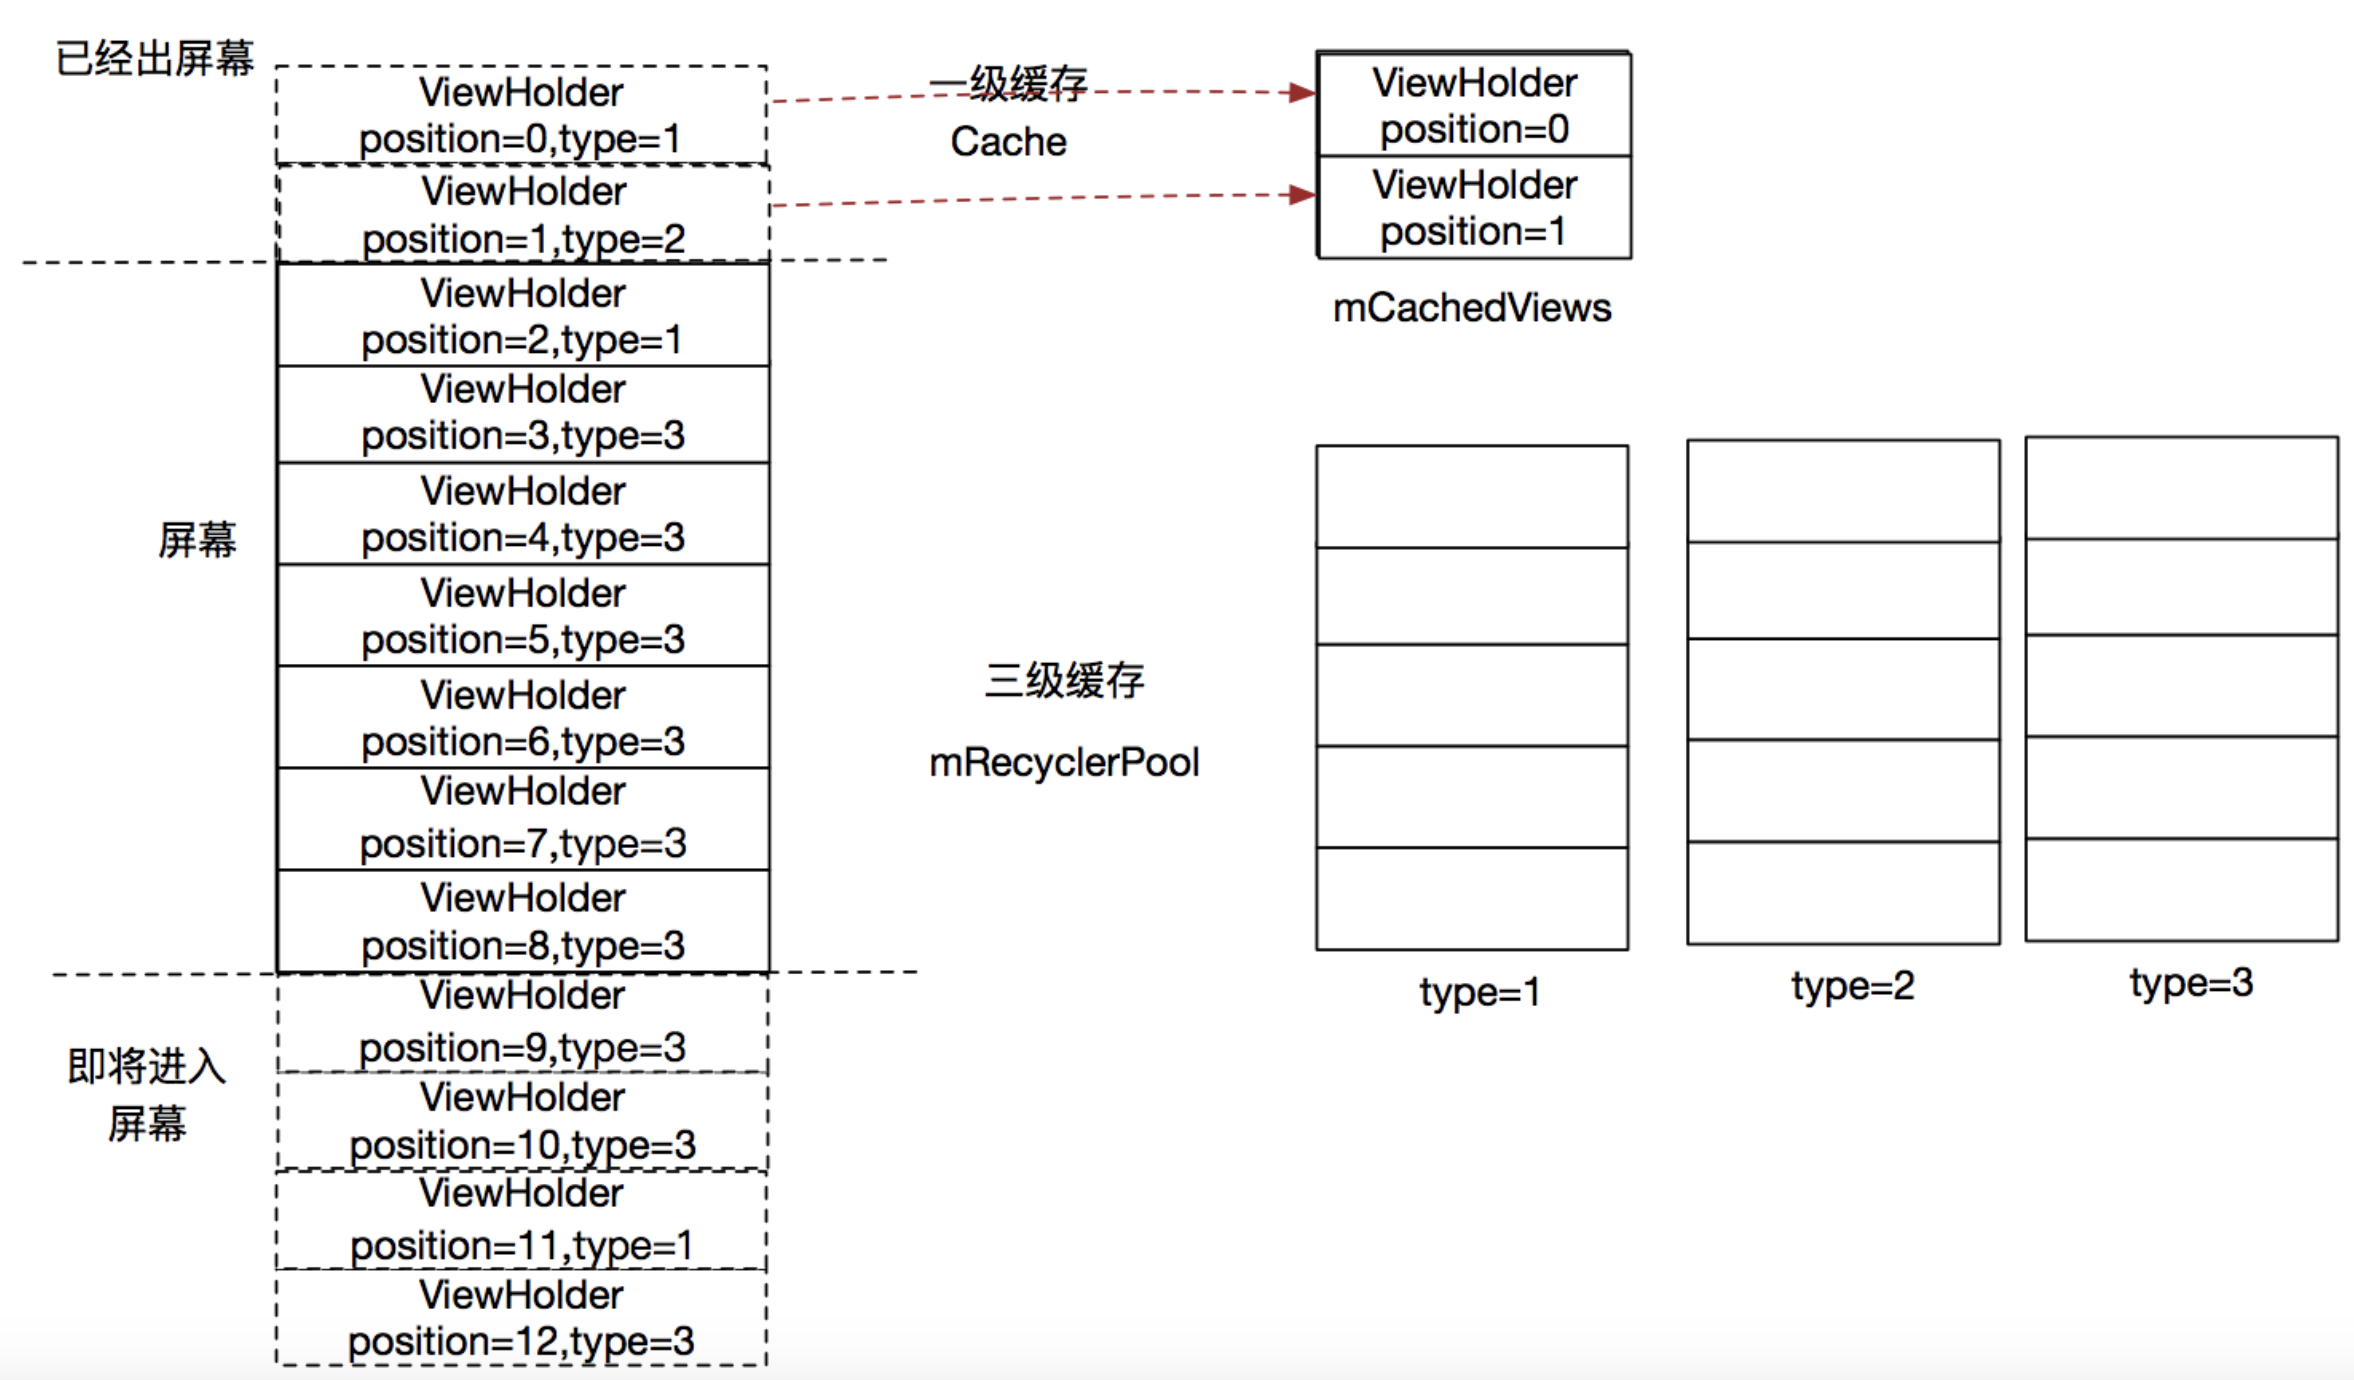 已经出屏幕
ViewHolder
position=0,type=1
ViewHolder
position=1,type=2
屏幕
ViewHolder
position=2,type=1
ViewHolder
position=3,type=3
ViewHolder
position=4,type=3
ViewHolder
position=5,type=3
ViewHolder
position=6,type=3
ViewHolder
position=7,type=3
ViewHolder
position=8,type=3
即将进入
屏幕
ViewHolder
position=9,type=3
ViewHolder
position=10,type=3
ViewHolder
position=11,type=1
ViewHolder
position=12,type=3
一级缓存
Cache
ViewHolder
position=0
ViewHolder
position=1
mCachedViews
三级缓存
mRecyclerPool
type=1
type=2
type=3